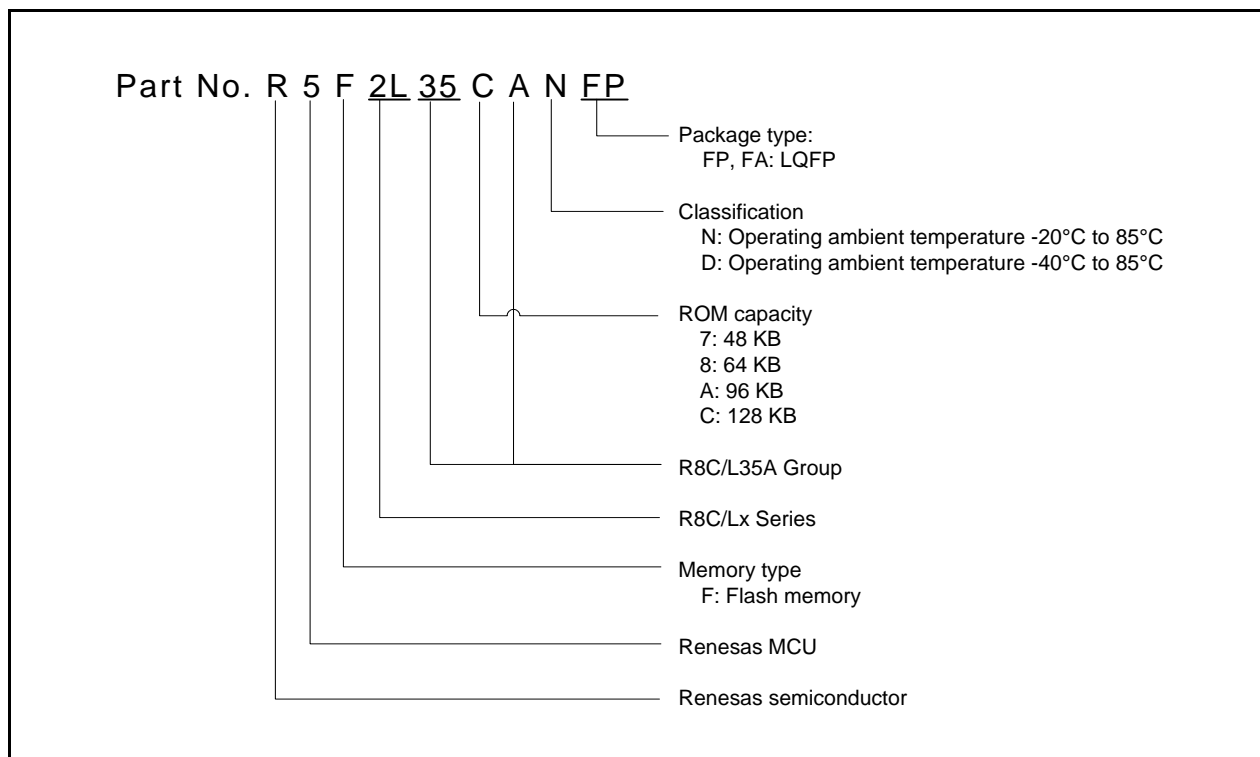 Part No. R 5 F 2L 35 C A N FP
Package type:
FP, FA: LQFP
Classification
N: Operating ambient temperature -20°C to 85°C
D: Operating ambient temperature -40°C to 85°C
ROM capacity
7: 48 KB
8: 64 KB
A: 96 KB
C: 128 KB
R8C/L35A Group
R8C/Lx Series
Memory type
F: Flash memory
Renesas MCU
Renesas semiconductor